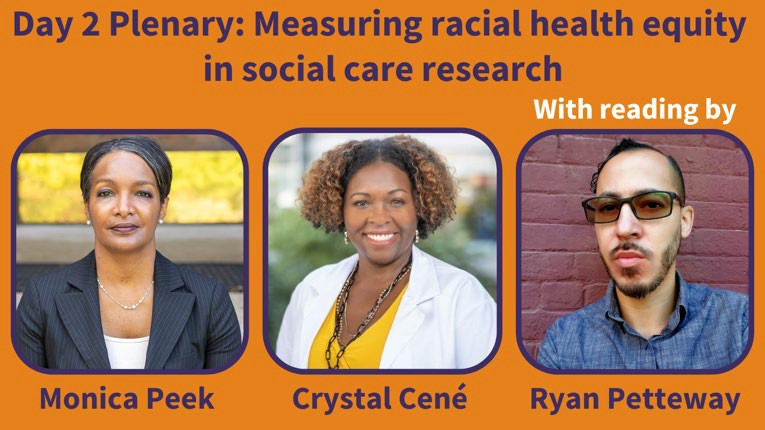 Day 2 Plenary: Measuring racial health equity
in social care research
With reading by
Monica Peek
Crystal Cené
Ryan Petteway